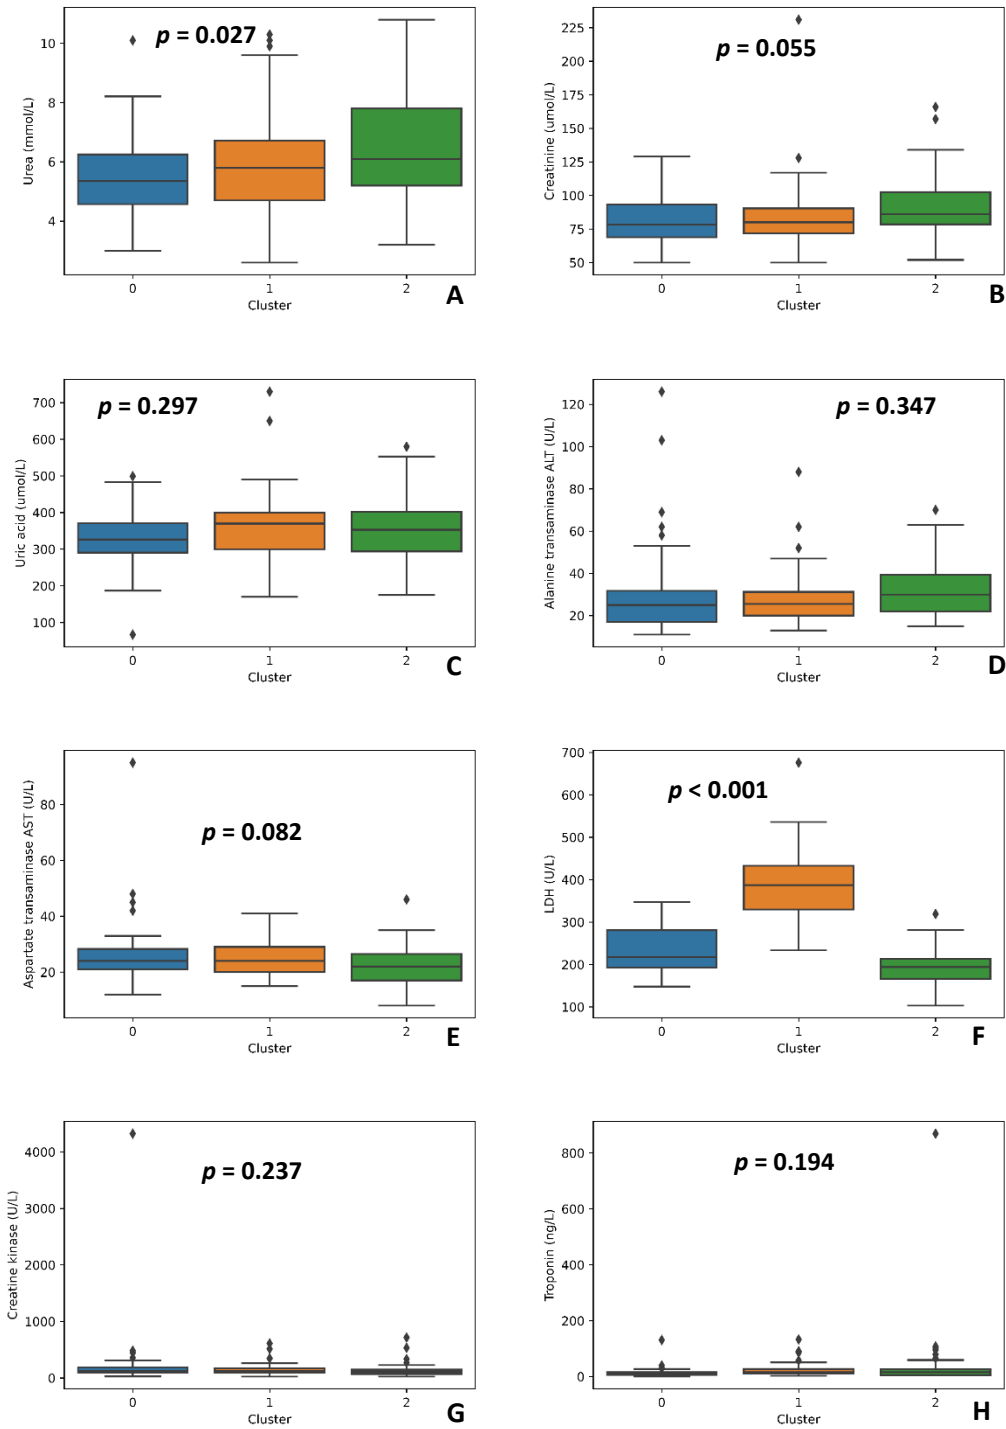 p = 0.027
10
8
6
4
Urea (mmol/L)
0
1
2
Cluster
A
p = 0.055
225
200
175
150
125
100
75
50
Creatinine (umol/L)
0
1
2
Cluster
B
p = 0.297
700
600
500
400
300
200
100
Uric acid (umol/L)
0
1
2
Cluster
C
p = 0.347
120
100
80
60
40
20
Alanine transaminase ALT (U/L)
0
1
2
Cluster
D
p = 0.082
80
60
40
20
Aspartate transaminase AST (U/L)
0
1
2
Cluster
E
p < 0.001
700
600
500
400
300
200
100
LDH (U/L)
0
1
2
Cluster
F
p = 0.237
4000
3000
2000
1000
0
Creatine kinase (U/L)
0
1
2
Cluster
G
p = 0.194
800
600
400
200
0
Troponin (ng/L)
0
1
2
Cluster
H